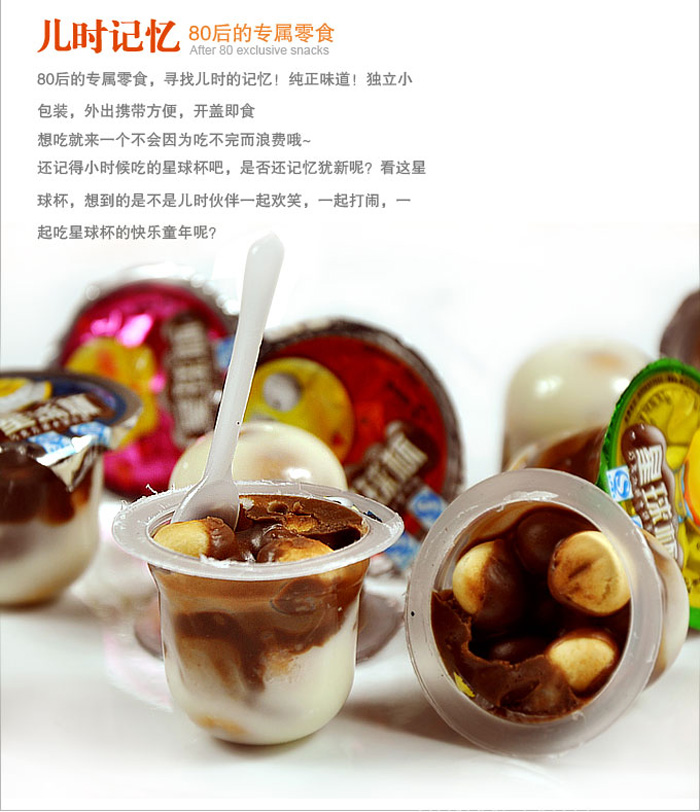 儿时记忆 80后的专属零食
After 80 exclusive snacks
80后的专属零食，寻找儿时的记忆！纯正味道！独立小
包装，外出携带方便，开盖即食
想吃就来一个不会因为吃不完而浪费哦~
还记得小时候吃的星球杯吧，是否还记忆犹新呢？看这星
球杯，想到的是不是儿时伙伴一起欢笑，一起打闹，一
起吃星球杯的快乐童年呢？
星球杯